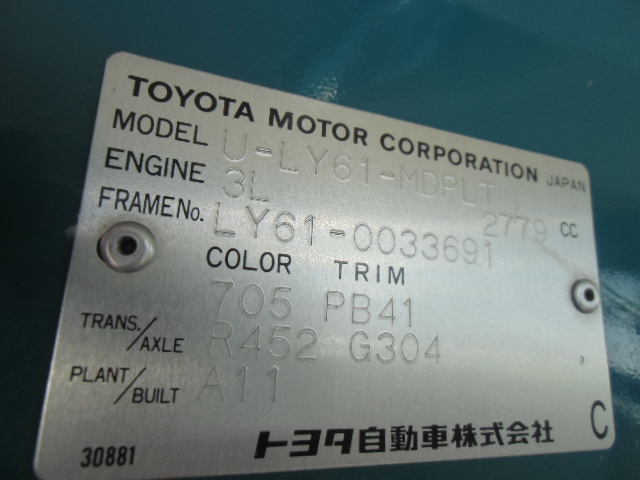 TOYOTA MOTOR CORPORATION JAPAN
MODEL U-LY61-MDPLT
ENGINE 3L 2779 CC
FRAME No. LY61-0033691
COLOR TRIM
705 PB41
TRANS./AXLE R452 G304
PLANT/BUILT A11
トヨタ自動車株式会社 C
30881